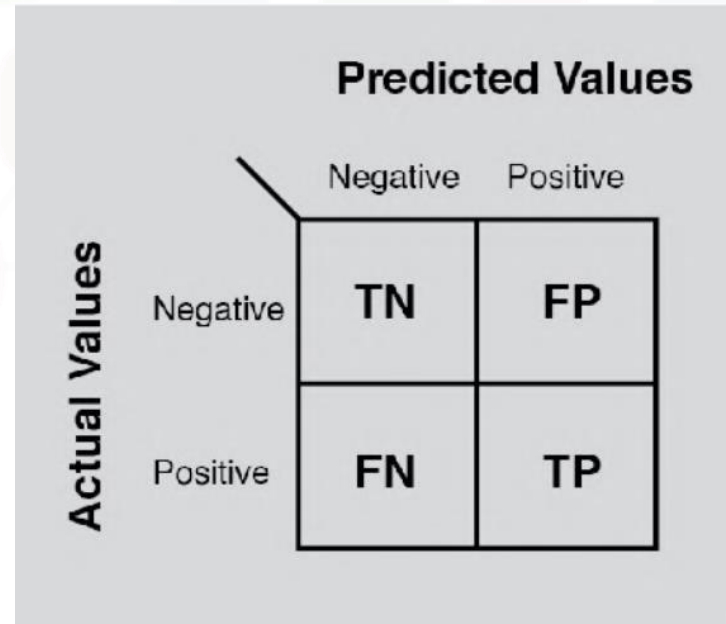 Predicted Values
Negative Positive
Actual Values
Negative TN FP
Positive FN TP